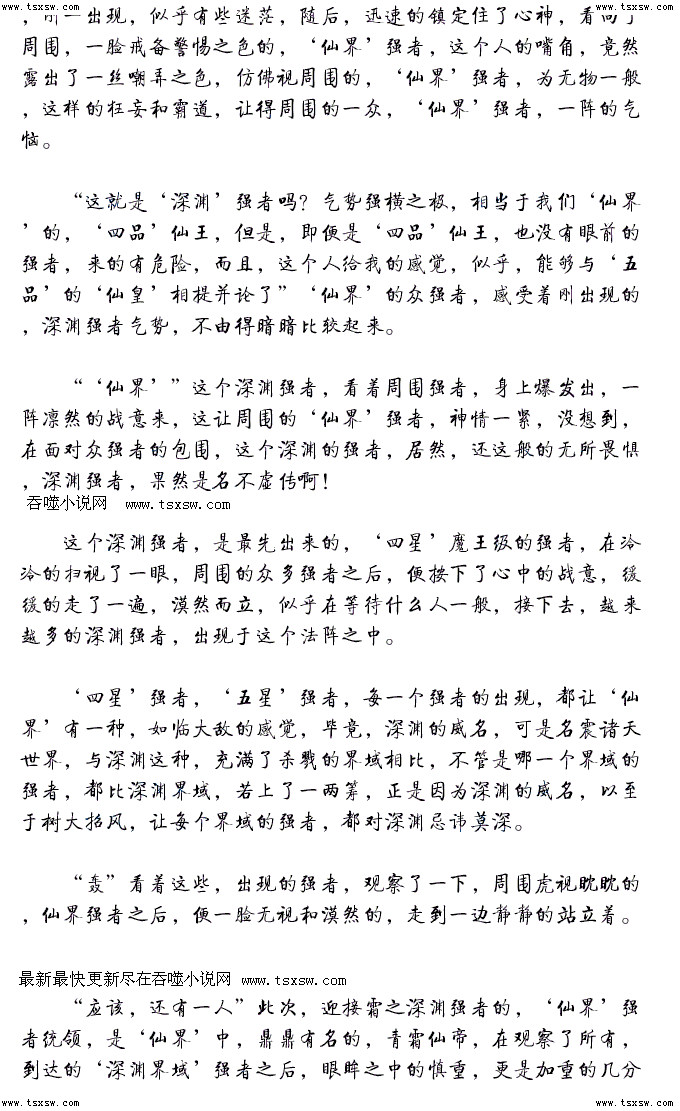 www.tsxsw.com www.tsxsw.com www.tsxsw.com
一出现，似乎有些迷茫，随后，迅速的镇定住了心神，看向了
周围，一脸戒备警惕之色的，‘仙界’强者，这个人的嘴角，竟然
露出了一丝嘲弄之色，仿佛视周围的，‘仙界’强者，为无物一般
，这样的狂妄和霸道，让得周围的一众，‘仙界’强者，一阵的气
恼。
“这就是‘深渊’强者吗？气势强横之极，相当于我们‘仙界
’的，‘四品’仙王，但是，即便是‘四品’仙王，也没有眼前的
强者，来的有危险，而且，这个人给我的感觉，似乎，能够与‘五
品’的‘仙皇’相提并论了”‘仙界’的众强者，感受着刚出现的
，深渊强者气势，不由得暗暗比较起来。
“‘仙界’”这个深渊强者，看着周围强者，身上爆发出，一
阵凛然的战意来，这让周围的‘仙界’强者，神情一紧，没想到，
在面对众强者的包围，这个深渊的强者，居然，还这般的无所畏惧
，深渊强者，果然是名不虚传啊！
吞噬小说网 www.tsxsw.com
这个深渊强者，是最先出来的，‘四星’魔王级的强者，在冷
冷的扫视了一眼，周围的众多强者之后，便按下了心中的战意，缓
缓的走了一遍，漠然而立，似乎在等待什么人一般，接下去，越来
越多的深渊强者，出现于这个法阵之中。
‘四星’强者，‘五星’强者，每一个强者的出现，都让‘仙
界’有一种，如临大敌的感觉，毕竟，深渊的威名，可是名震诸天
世界，与深渊这种，充满了杀戮的界域相比，不管是哪一个界域的
强者，都比深渊界域，若上了一两筹，正是因为深渊的威名，以至
于树大招风，让每个界域的强者，都对深渊忌讳莫深。
“轰”看着这些，出现的强者，观察了一下，周围虎视眈眈的
，仙界强者之后，便一脸无视和漠然的，走到一边静静的站立着。
最新最快更新尽在吞噬小说网 www.tsxsw.com
“应该，还有一人”此次，迎接霜之深渊强者的，‘仙界’强
者统领，是‘仙界’中，鼎鼎有名的，青霜仙帝，在观察了所有，
到达的‘深渊界域’强者之后，眼眸之中的慎重，更是加重的几分
www.tsxsw.com www.tsxsw.com www.tsxsw.com